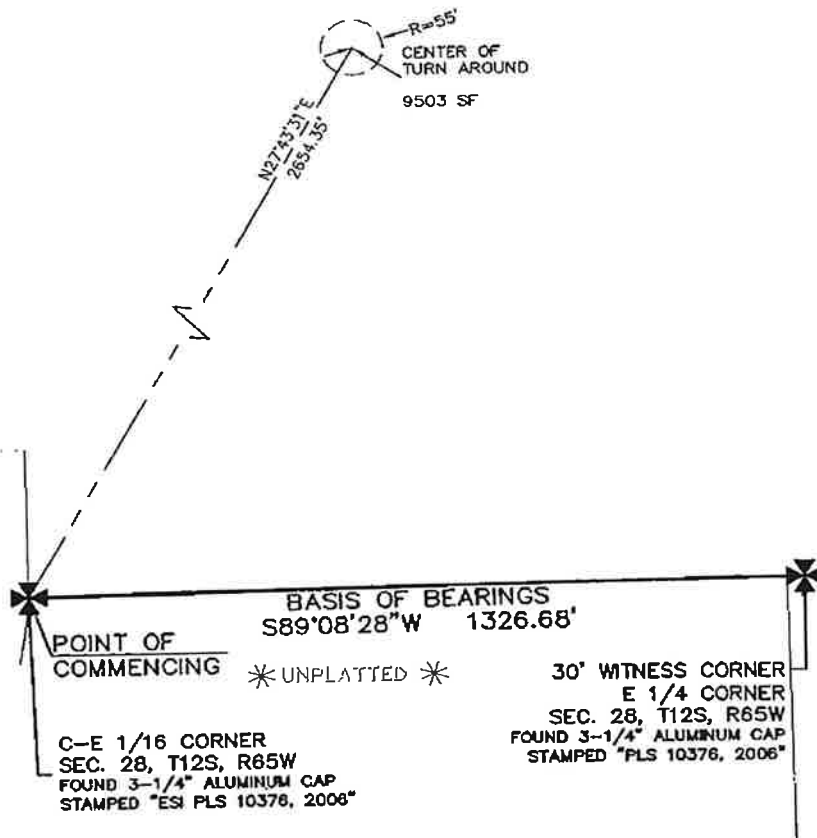 R=55'
CENTER OF
TURN AROUND
9503 SF
N27°43'31"E
2654.35'
BASIS OF BEARINGS
S89°08'28"W 1326.68'
POINT OF
COMMENCING
UNPLATTED
30' WITNESS CORNER
E 1/4 CORNER
SEC. 28, T12S, R65W
FOUND 3-1/4" ALUMINUM CAP
STAMPED "PLS 10376, 2006"
C-E 1/16 CORNER
SEC. 28, T12S, R65W
FOUND 3-1/4" ALUMINUM CAP
STAMPED "ESI PLS 10376, 2006"